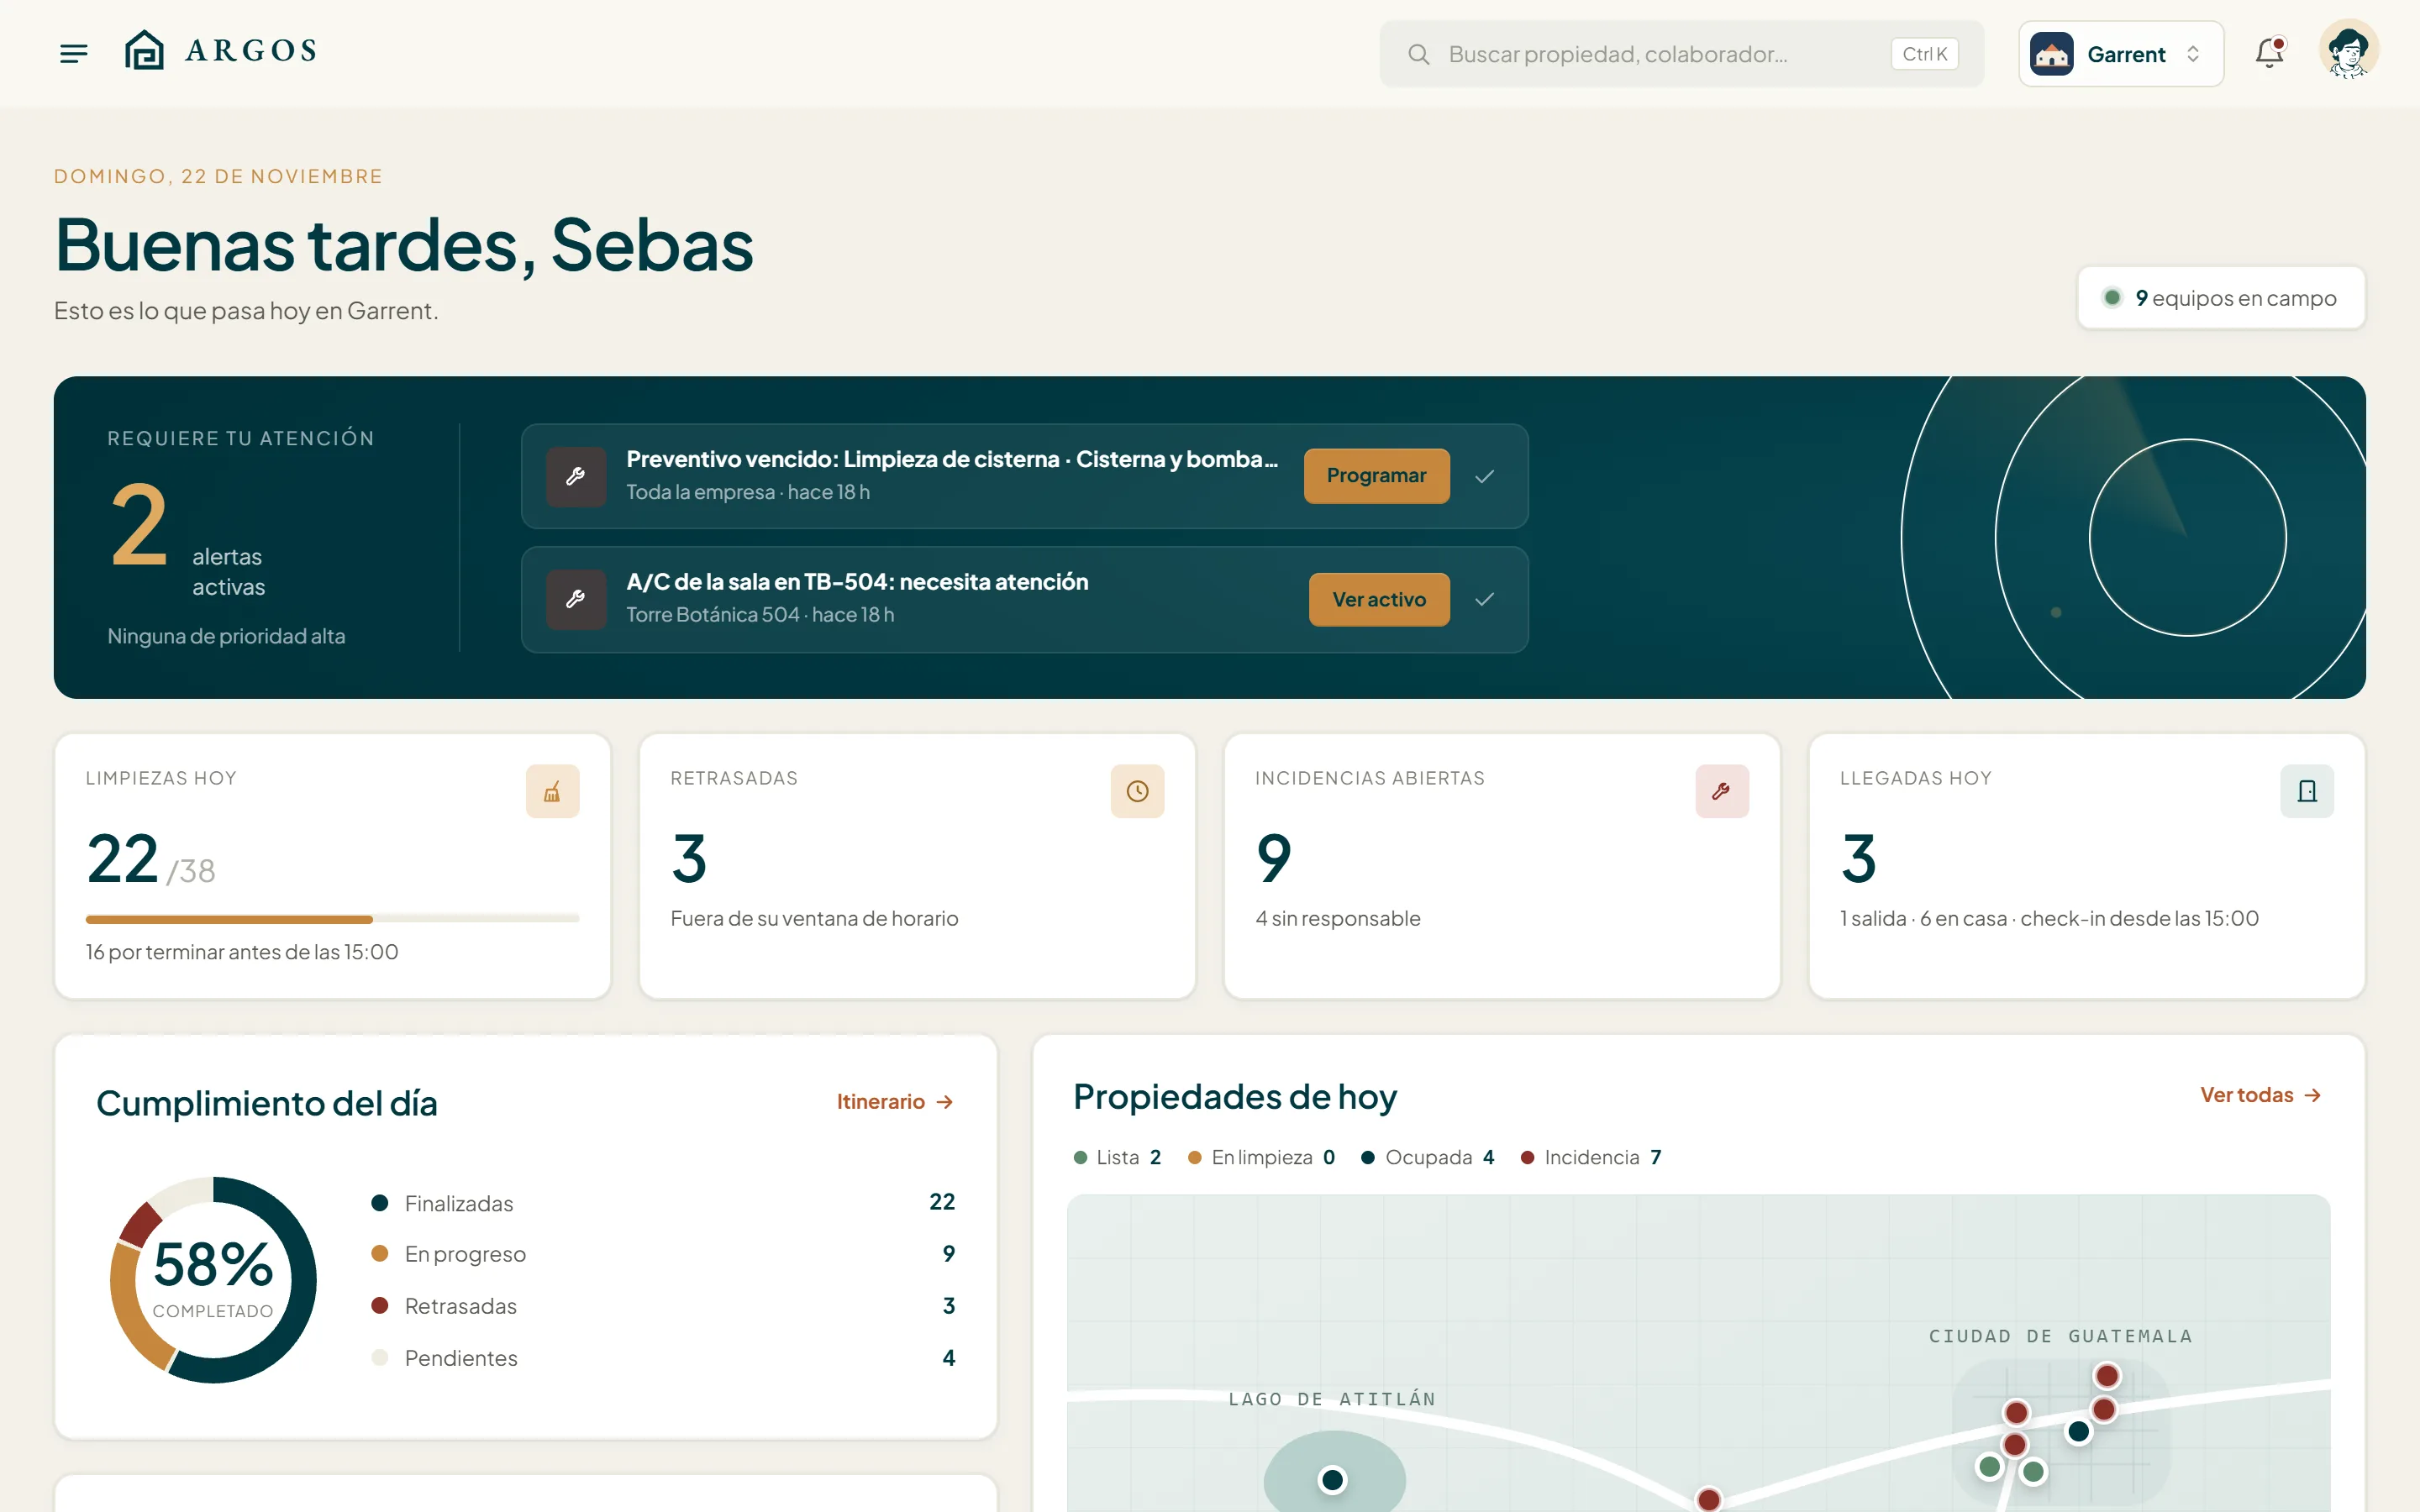 ARGOS
Buscar propiedad, colaborador...
Ctrl K
Garrent
DOMINGO, 22 DE NOVIEMBRE
Buenas tardes, Sebas
Esto es lo que pasa hoy en Garrent.
9 equipos en campo
REQUIERE TU ATENCIÓN
2 alertas
activas
Ninguna de prioridad alta
Preventivo vencido: Limpieza de cisterna · Cisterna y bomba...
Toda la empresa · hace 18 h
Programar
A/C de la sala en TB-504: necesita atención
Torre Botánica 504 · hace 18 h
Ver activo
LIMPIEZAS HOY
22 /38
16 por terminar antes de las 15:00
RETRASADAS
3
Fuera de su ventana de horario
INCIDENCIAS ABIERTAS
9
4 sin responsable
LLEGADAS HOY
3
1 salida · 6 en casa · check-in desde las 15:00
Cumplimiento del día
Itinerario →
58%
COMPLETADO
Finalizadas 22
En progreso 9
Retrasadas 3
Pendientes 4
Propiedades de hoy
Ver todas →
Lista 2 En limpieza 0 Ocupada 4 Incidencia 7
CIUDAD DE GUATEMALA
LAGO DE ATITLÁN